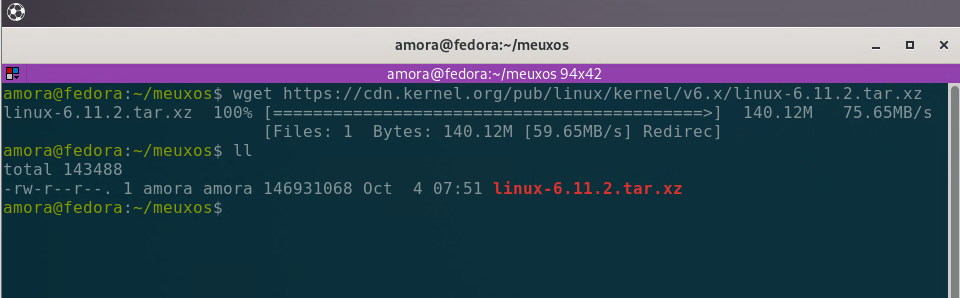 amora@fedora:~/meuxos
amora@fedora:~/meuxos 94x42
amora@fedora:~/meuxos$ wget https://cdn.kernel.org/pub/linux/kernel/v6.x/linux-6.11.2.tar.xz
linux-6.11.2.tar.xz  100% [===========================================>]  140.12M   75.65MB/s
                          [Files: 1  Bytes: 140.12M [59.65MB/s] Redirec]
amora@fedora:~/meuxos$ ll
total 143488
-rw-r--r--. 1 amora amora 146931068 Oct  4 07:51 linux-6.11.2.tar.xz
amora@fedora:~/meuxos$